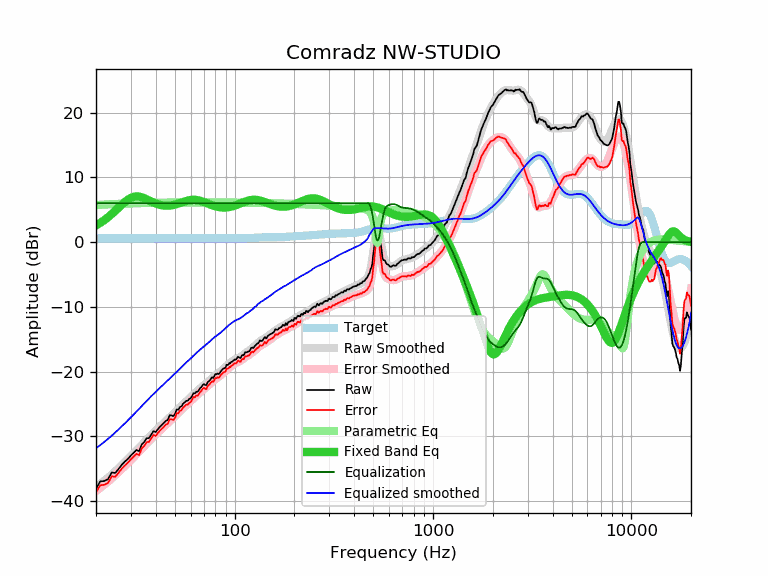 Comradz NW-STUDIO
Amplitude (dBr)
20
10
0
−10
−20
−30
−40
Target
Raw Smoothed
Error Smoothed
Raw
Error
Parametric Eq
Fixed Band Eq
Equalization
Equalized smoothed
100
1000
10000
Frequency (Hz)